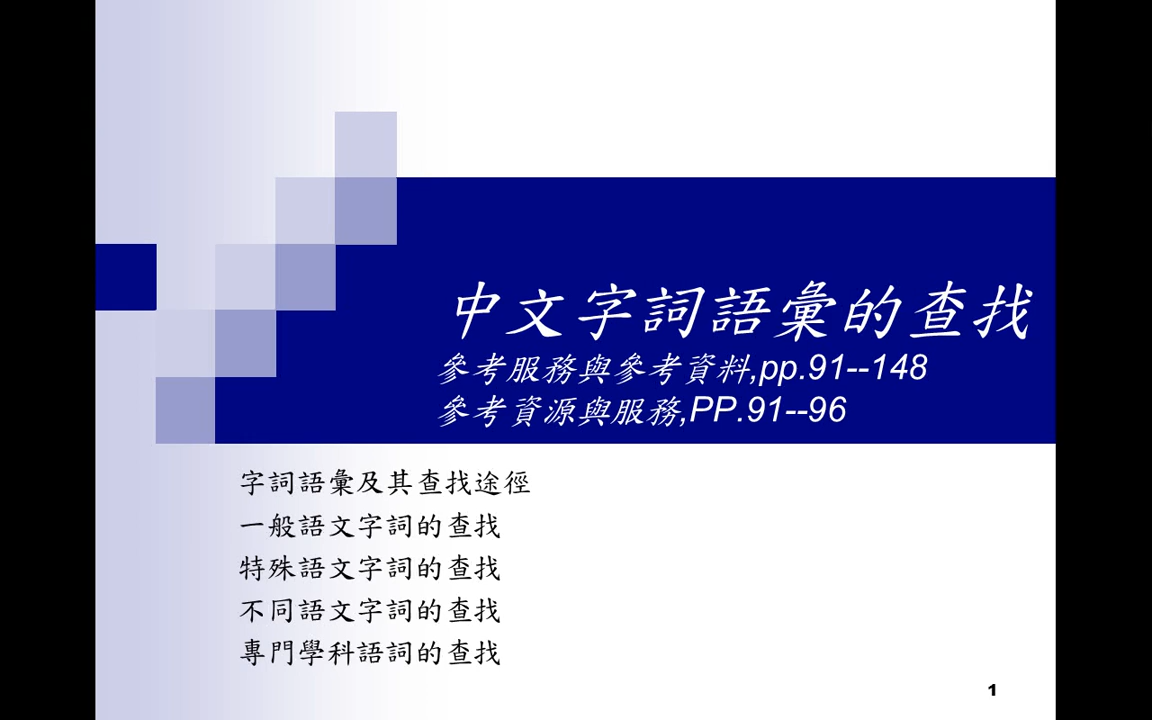 中文字詞語彙的查找
參考服務與參考資料,pp.91--148
參考資源與服務,PP.91--96
字詞語彙及其查找途徑
一般語文字詞的查找
特殊語文字詞的查找
不同語文字詞的查找
專門學科語詞的查找
1